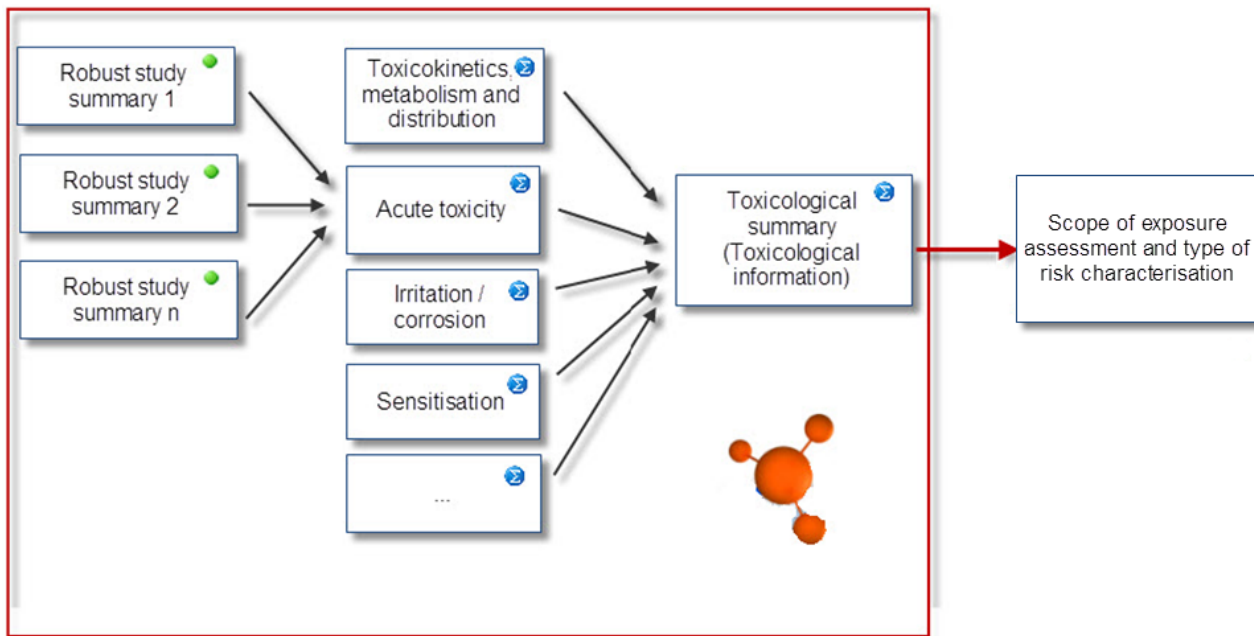 Robust study
summary 1
Robust study
summary 2
Robust study
summary n
Toxicokinetics,
metabolism and
distribution
Σ
Acute toxicity
Σ
Irritation /
corrosion
Σ
Sensitisation
Σ
...
Σ
Toxicological
summary
(Toxicological
information)
Σ
Scope of exposure
assessment and type of
risk characterisation